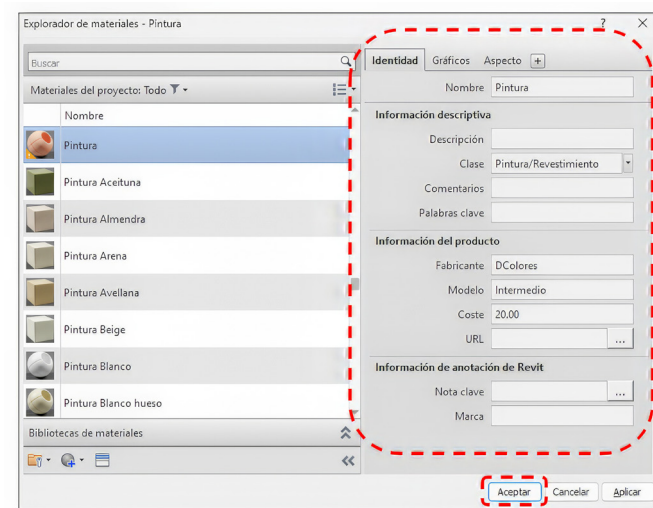 Explorador de materiales - Pintura
? ×
Buscar
Materiales del proyecto: Todo
Nombre
Pintura
Pintura Aceituna
Pintura Almendra
Pintura Arena
Pintura Avellana
Pintura Beige
Pintura Blanco
Pintura Blanco hueso
Bibliotecas de materiales
Identidad Gráficos Aspecto +
Nombre Pintura
Información descriptiva
Descripción
Clase Pintura/Revestimiento
Comentarios
Palabras clave
Información del producto
Fabricante DColores
Modelo Intermedio
Coste 20,00
URL ...
Información de anotación de Revit
Nota clave ...
Marca
Aceptar Cancelar Aplicar